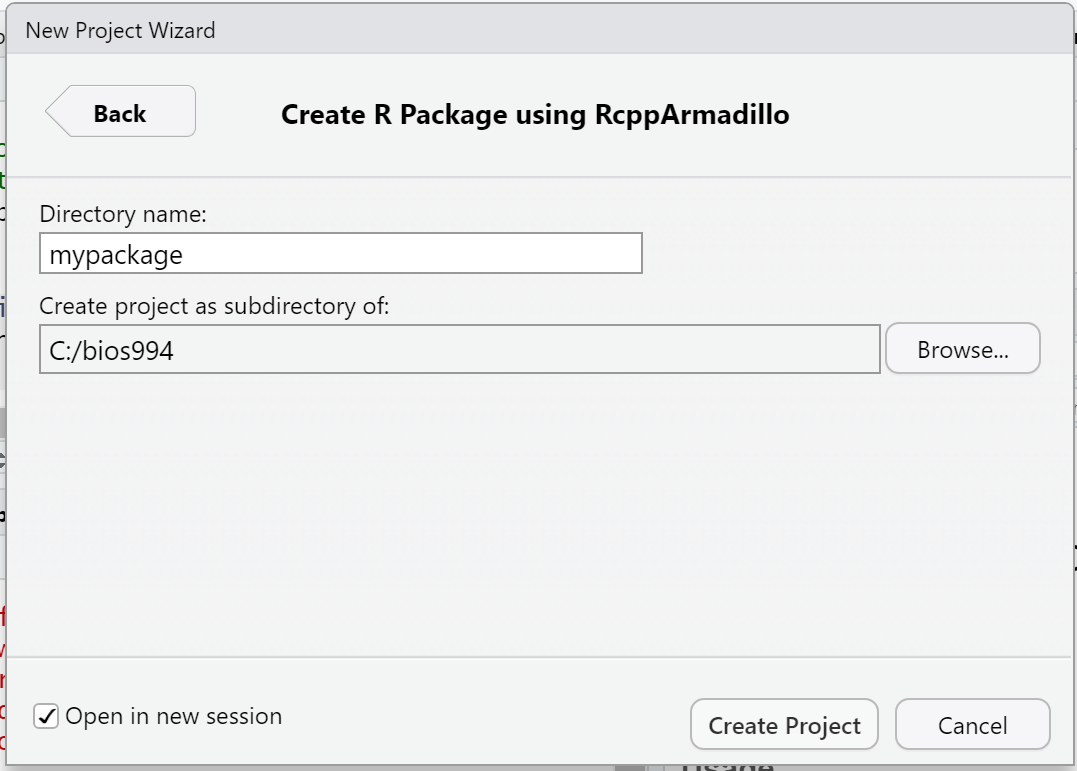 New Project Wizard
Back
Create R Package using RcppArmadillo
Directory name:
mypackage
Create project as subdirectory of:
C:/bios994
Browse...
Open in new session
Create Project
Cancel
Usage